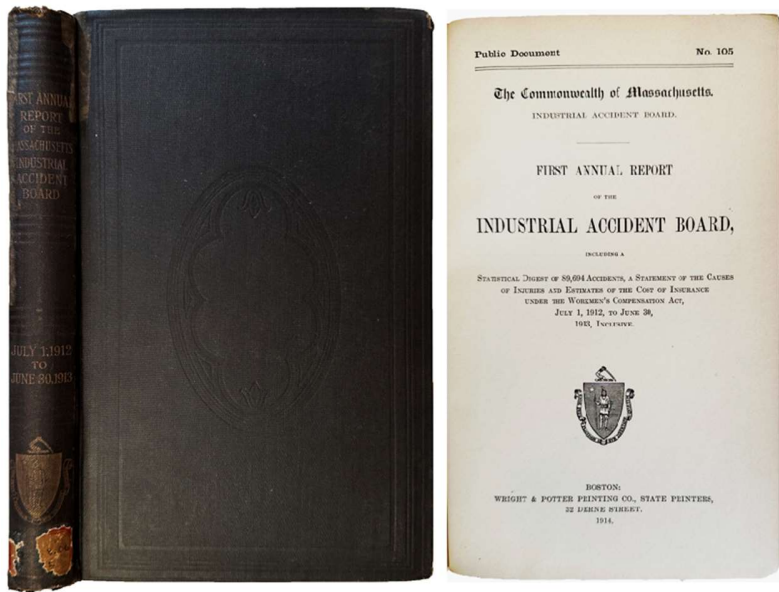 FIRST ANNUAL
REPORT
OF THE
MASSACHUSETTS
INDUSTRIAL
ACCIDENT
BOARD
JULY 1,1912
TO
JUNE 30,1913
Public Document No. 105
The Commonwealth of Massachusetts.
INDUSTRIAL ACCIDENT BOARD.
FIRST ANNUAL REPORT
OF THE
INDUSTRIAL ACCIDENT BOARD,
INCLUDING A
STATISTICAL DIGEST OF 89,694 ACCIDENTS, A STATEMENT OF THE CAUSES
OF INJURIES AND ESTIMATES OF THE COST OF INSURANCE
UNDER THE WORKMEN'S COMPENSATION ACT,
JULY 1, 1912, TO JUNE 30,
1913, INCLUSIVE.
BOSTON:
WRIGHT & POTTER PRINTING CO., STATE PRINTERS,
32 DERNE STREET.
1914.